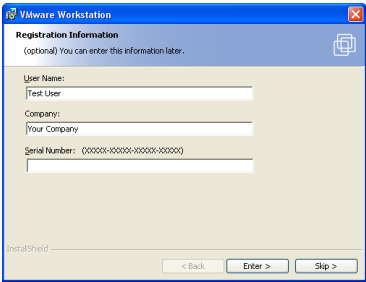 VMware Workstation
Registration Information
(optional) You can enter this information later.
User Name:
Test User
Company:
Your Company
Serial Number: (XXXXX-XXXXX-XXXXX-XXXXX)
InstallShield
< Back Enter > Skip >